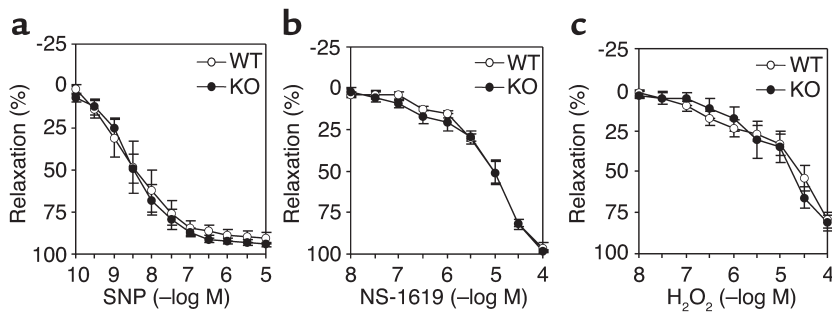 a
-25
0
25
50
75
100
Relaxation (%)
WT
KO
10 9 8 7 6 5
SNP (–log M)
b
-25
0
25
50
75
100
Relaxation (%)
WT
KO
8 7 6 5 4
NS-1619 (–log M)
c
-25
0
25
50
75
100
Relaxation (%)
WT
KO
8 7 6 5 4
H₂O₂ (–log M)